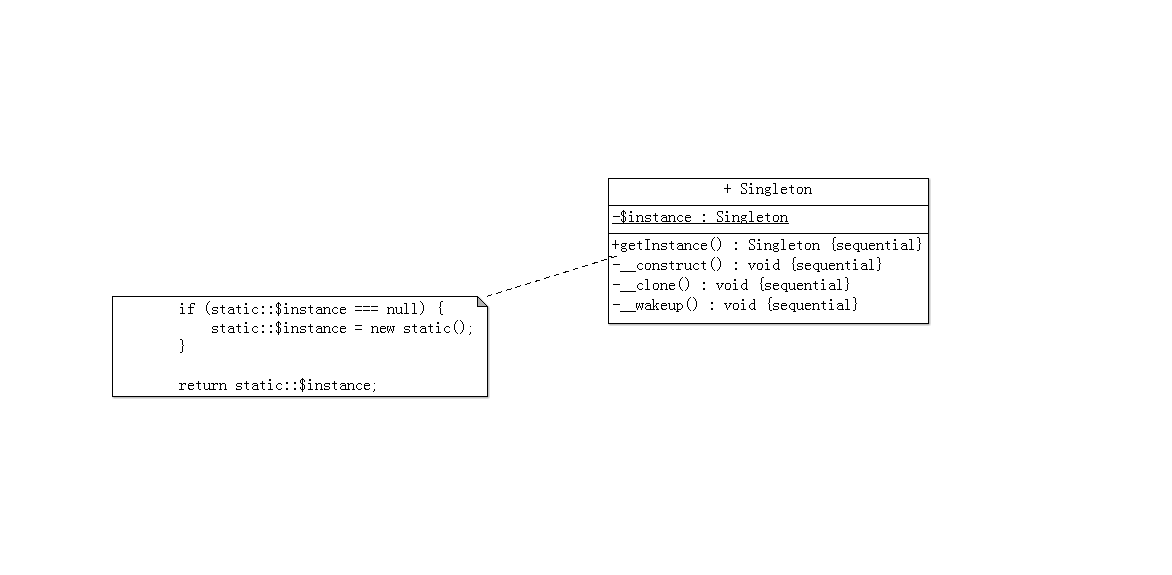 + Singleton
-$instance : Singleton
+getInstance() : Singleton {sequential}
-__construct() : void {sequential}
-__clone() : void {sequential}
-__wakeup() : void {sequential}
if (static::$instance === null) {
    static::$instance = new static();
}
return static::$instance;